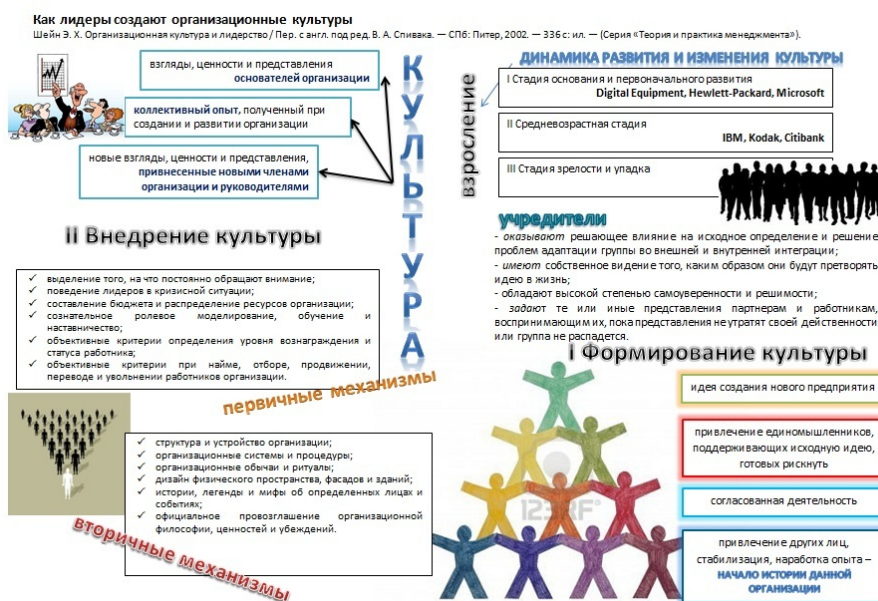 Как лидеры создают организационные культуры
Шейн Э. Х. Организационная культура и лидерство / Пер. с англ. под ред. В. А. Спивака. — СПб: Питер, 2002. — 336 с: ил. — (Серия «Теория и практика менеджмента»).
взгляды, ценности и представления
основателей организации
коллективный опыт, полученный при
создании и развитии организации
новые взгляды, ценности и представления,
привнесенные новыми членами
организации и руководителями
КУЛЬТУРА
II Внедрение культуры
✓ выделение того, на что постоянно обращают внимание;
✓ поведение лидеров в кризисной ситуации;
✓ составление бюджета и распределение ресурсов организации;
✓ сознательное ролевое моделирование, обучение и
наставничество;
✓ объективные критерии определения уровня вознаграждения и
статуса работника;
✓ объективные критерии при найме, отборе, продвижении,
переводе и увольнении работников организации.
первичные механизмы
✓ структура и устройство организации;
✓ организационные системы и процедуры;
✓ организационные обычаи и ритуалы;
✓ дизайн физического пространства, фасадов и зданий;
✓ истории, легенды и мифы об определенных лицах и
событиях;
✓ официальное провозглашение организационной
философии, ценностей и убеждений.
вторичные механизмы
ДИНАМИКА РАЗВИТИЯ И ИЗМЕНЕНИЯ КУЛЬТУРЫ
взросление
I Стадия основания и первоначального развития
Digital Equipment, Hewlett-Packard, Microsoft
II Средневозрастная стадия
IBM, Kodak, Citibank
III Стадия зрелости и упадка
учредители
- оказывают решающее влияние на исходное определение и решение
проблем адаптации группы во внешней и внутренней интеграции;
- имеют собственное видение того, каким образом они будут претворять
идею в жизнь;
- обладают высокой степенью самоуверенности и решимости;
- задают те или иные представления партнерам и работникам,
воспринимающим их, пока представления не утратят своей действенности
или группа не распадется.
I Формирование культуры
идея создания нового предприятия
привлечение единомышленников,
поддерживающих исходную идею,
готовых рискнуть
согласованная деятельность
привлечение других лиц,
стабилизация, наработка опыта –
НАЧАЛО ИСТОРИИ ДАННОЙ
ОРГАНИЗАЦИИ
123RF